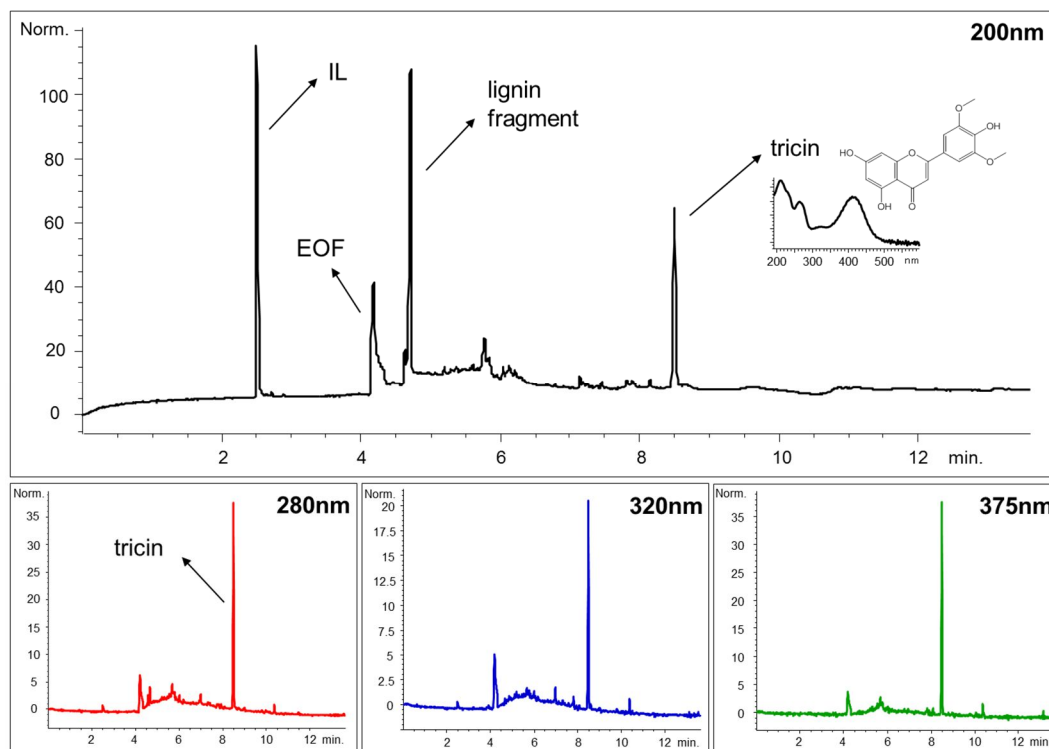 Norm.
200nm
100
80
60
40
20
0
IL
EOF
lignin
fragment
tricin
O
OH
O
HO
O
OH
O
200 300 400 500 nm
2 4 6 8 10 12 min.
Norm.
280nm
35
30
25
20
15
10
5
0
tricin
2 4 6 8 10 12 min.
Norm.
320nm
20
17.5
15
12.5
10
7.5
5
2.5
0
2 4 6 8 10 12 min.
Norm.
375nm
35
30
25
20
15
10
5
0
2 4 6 8 10 12 min.